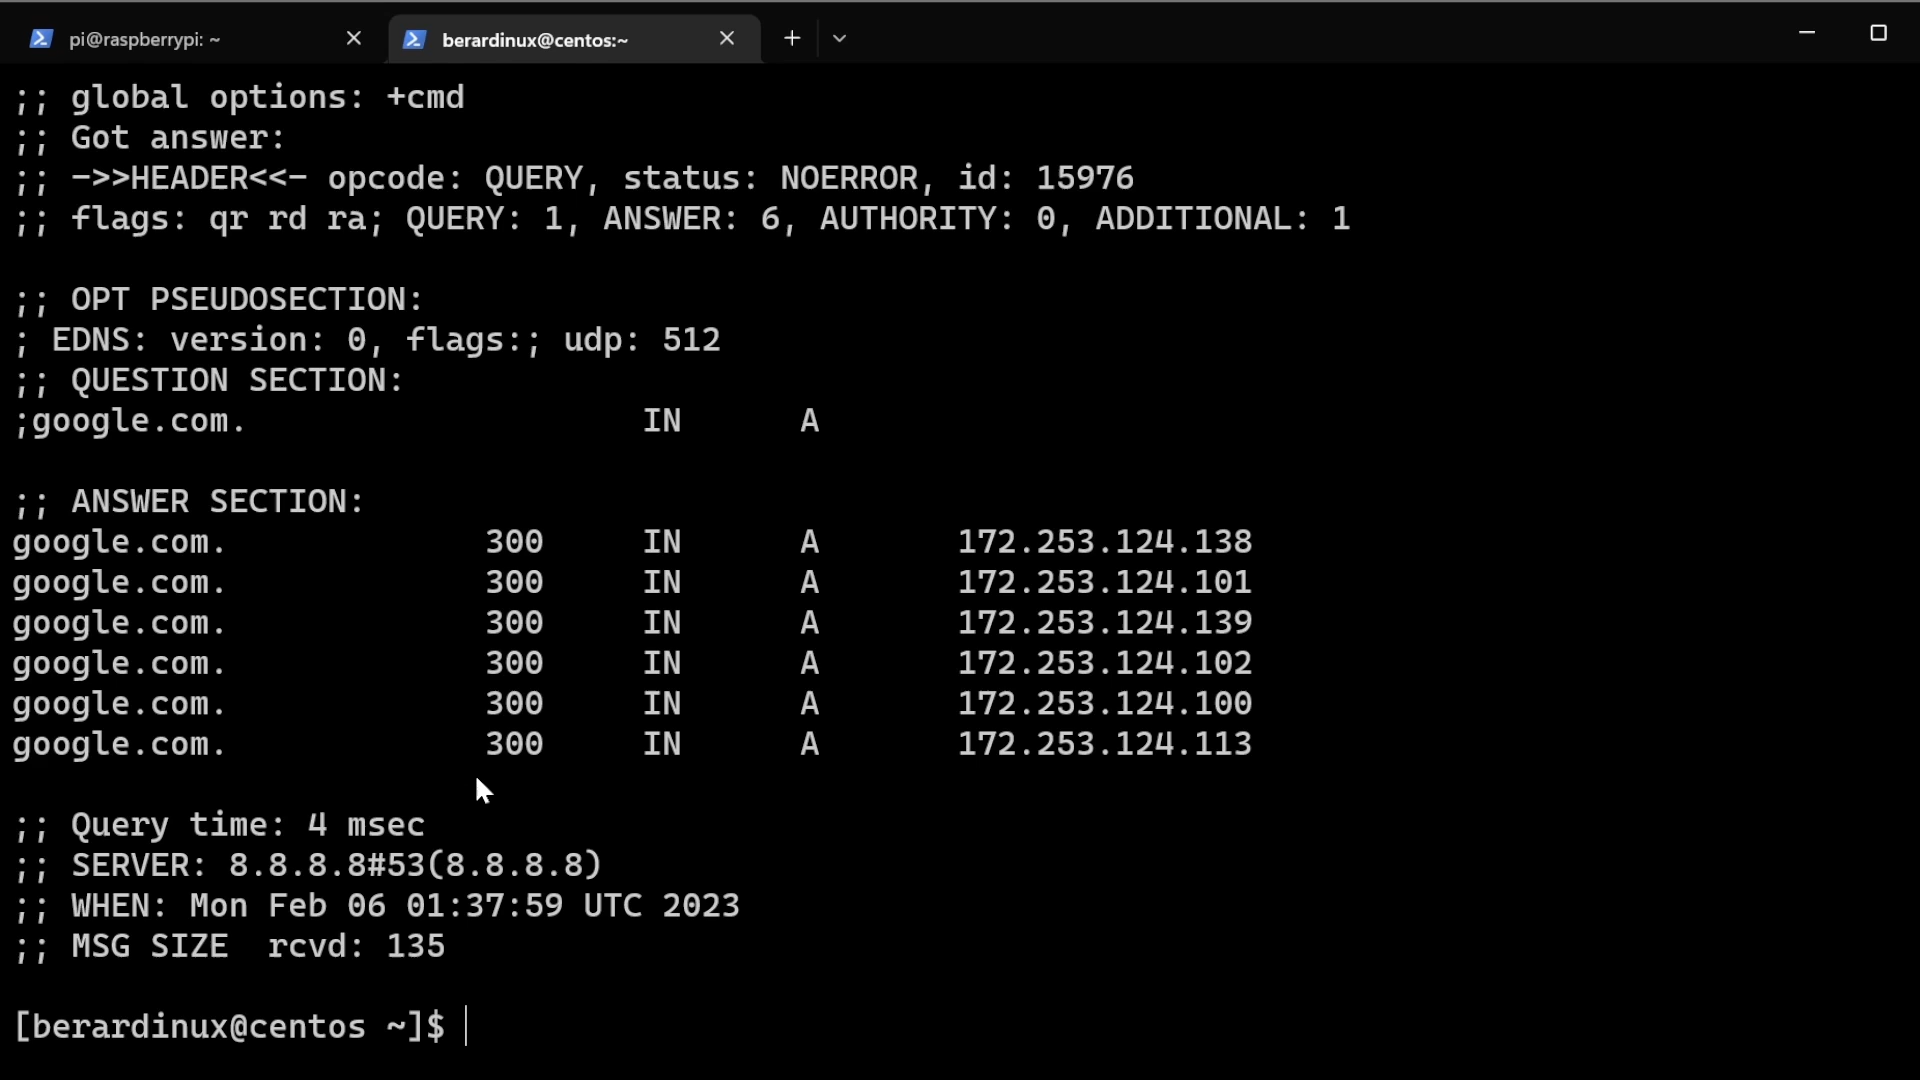 pi@raspberrypi: ~
berardinux@centos:~
;; global options: +cmd
;; Got answer:
;; ->>HEADER<<- opcode: QUERY, status: NOERROR, id: 15976
;; flags: qr rd ra; QUERY: 1, ANSWER: 6, AUTHORITY: 0, ADDITIONAL: 1
;; OPT PSEUDOSECTION:
; EDNS: version: 0, flags:; udp: 512
;; QUESTION SECTION:
;google.com. IN A
;; ANSWER SECTION:
google.com. 300 IN A 172.253.124.138
google.com. 300 IN A 172.253.124.101
google.com. 300 IN A 172.253.124.139
google.com. 300 IN A 172.253.124.102
google.com. 300 IN A 172.253.124.100
google.com. 300 IN A 172.253.124.113
;; Query time: 4 msec
;; SERVER: 8.8.8.8#53(8.8.8.8)
;; WHEN: Mon Feb 06 01:37:59 UTC 2023
;; MSG SIZE  rcvd: 135
[berardinux@centos ~]$